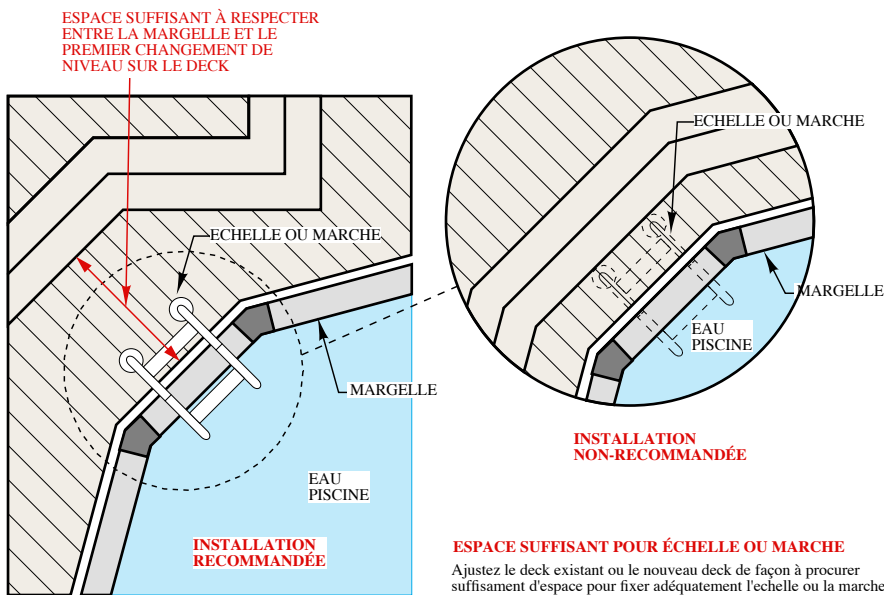 ESPACE SUFFISANT À RESPECTER
ENTRE LA MARGELLE ET LE
PREMIER CHANGEMENT DE
NIVEAU SUR LE DECK
ECHELLE OU MARCHE
MARGELLE
EAU
PISCINE
INSTALLATION
RECOMMANDÉE
ECHELLE OU MARCHE
MARGELLE
EAU
PISCINE
INSTALLATION
NON-RECOMMANDÉE
ESPACE SUFFISANT POUR ÉCHELLE OU MARCHE
Ajustez le deck existant ou le nouveau deck de façon à procurer
suffisament d'espace pour fixer adéquatement l'echelle ou la marche